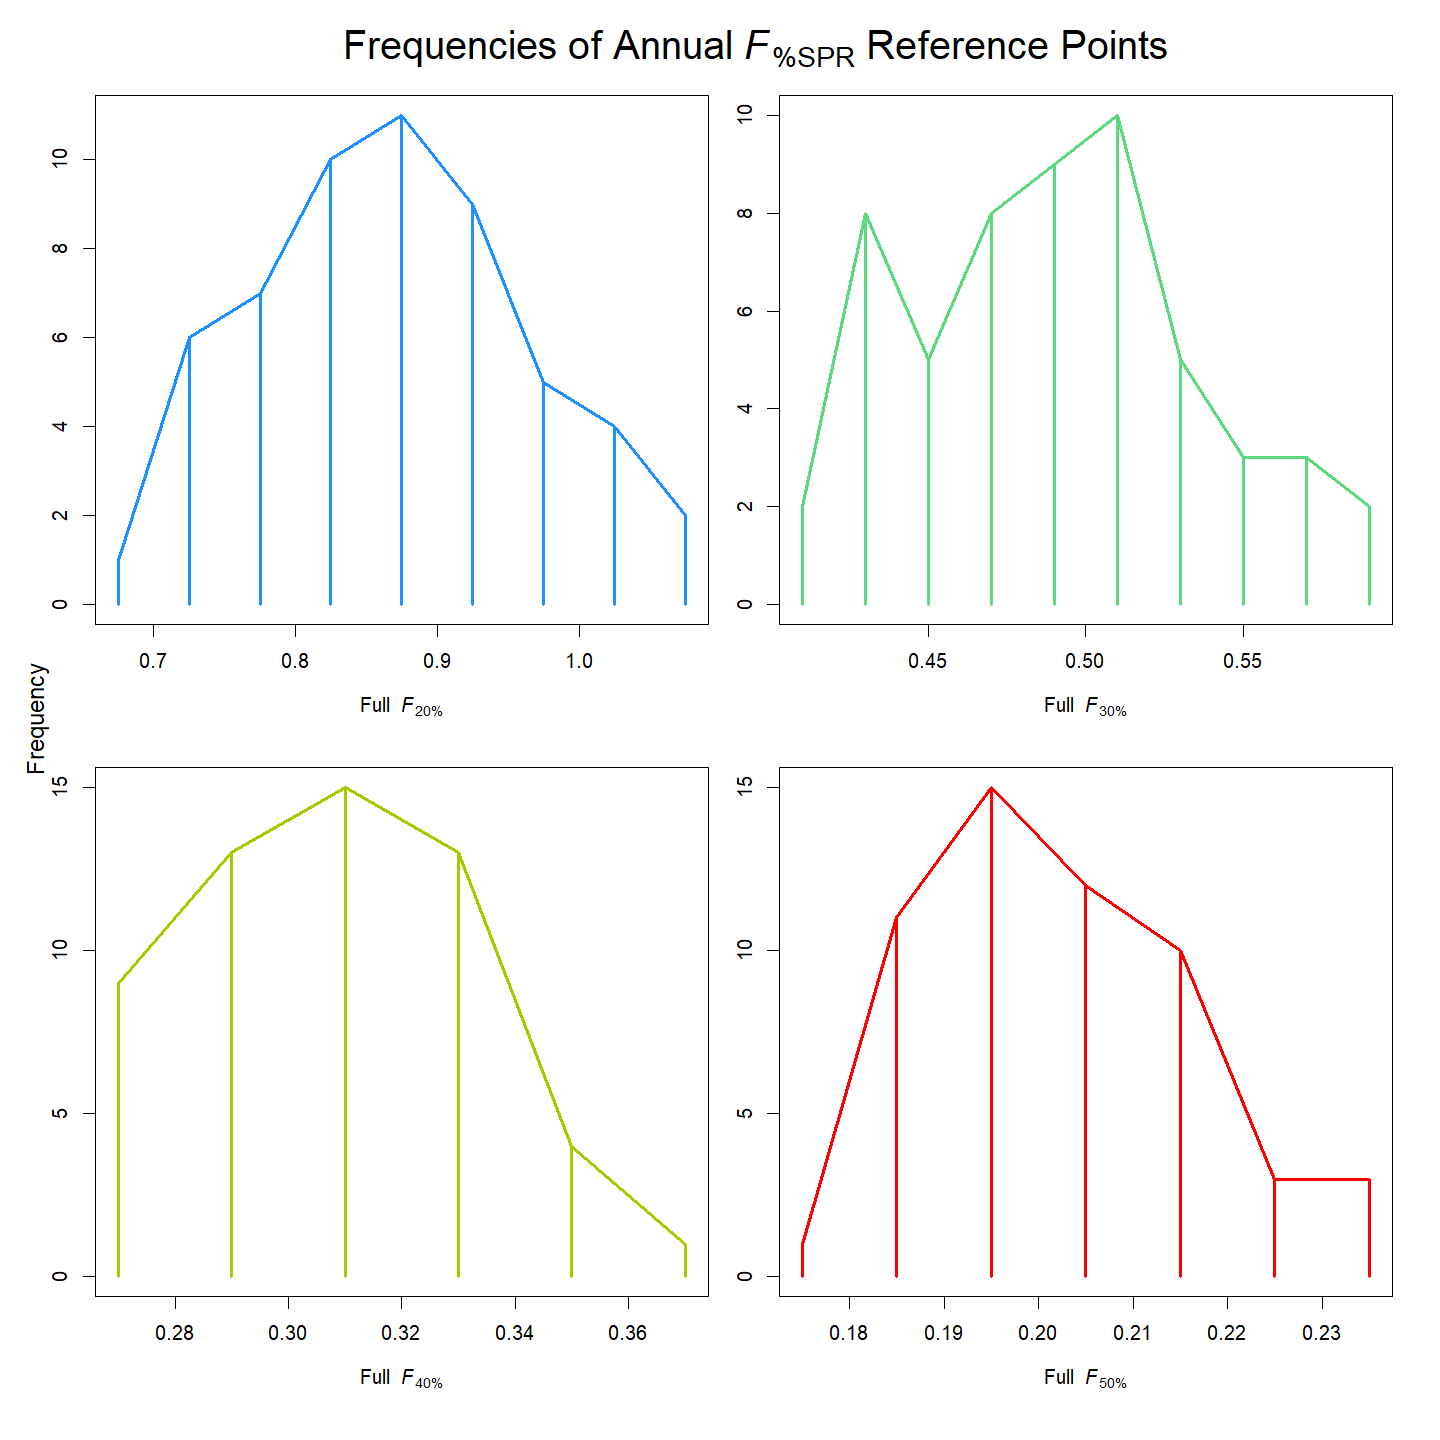 Frequencies of Annual F%SPR Reference Points
Frequency
0 2 4 6 8 10
0.7 0.8 0.9 1.0
Full F20%
0 2 4 6 8 10
0.45 0.50 0.55
Full F30%
0 5 10 15
0.28 0.30 0.32 0.34 0.36
Full F40%
0 5 10 15
0.18 0.19 0.20 0.21 0.22 0.23
Full F50%